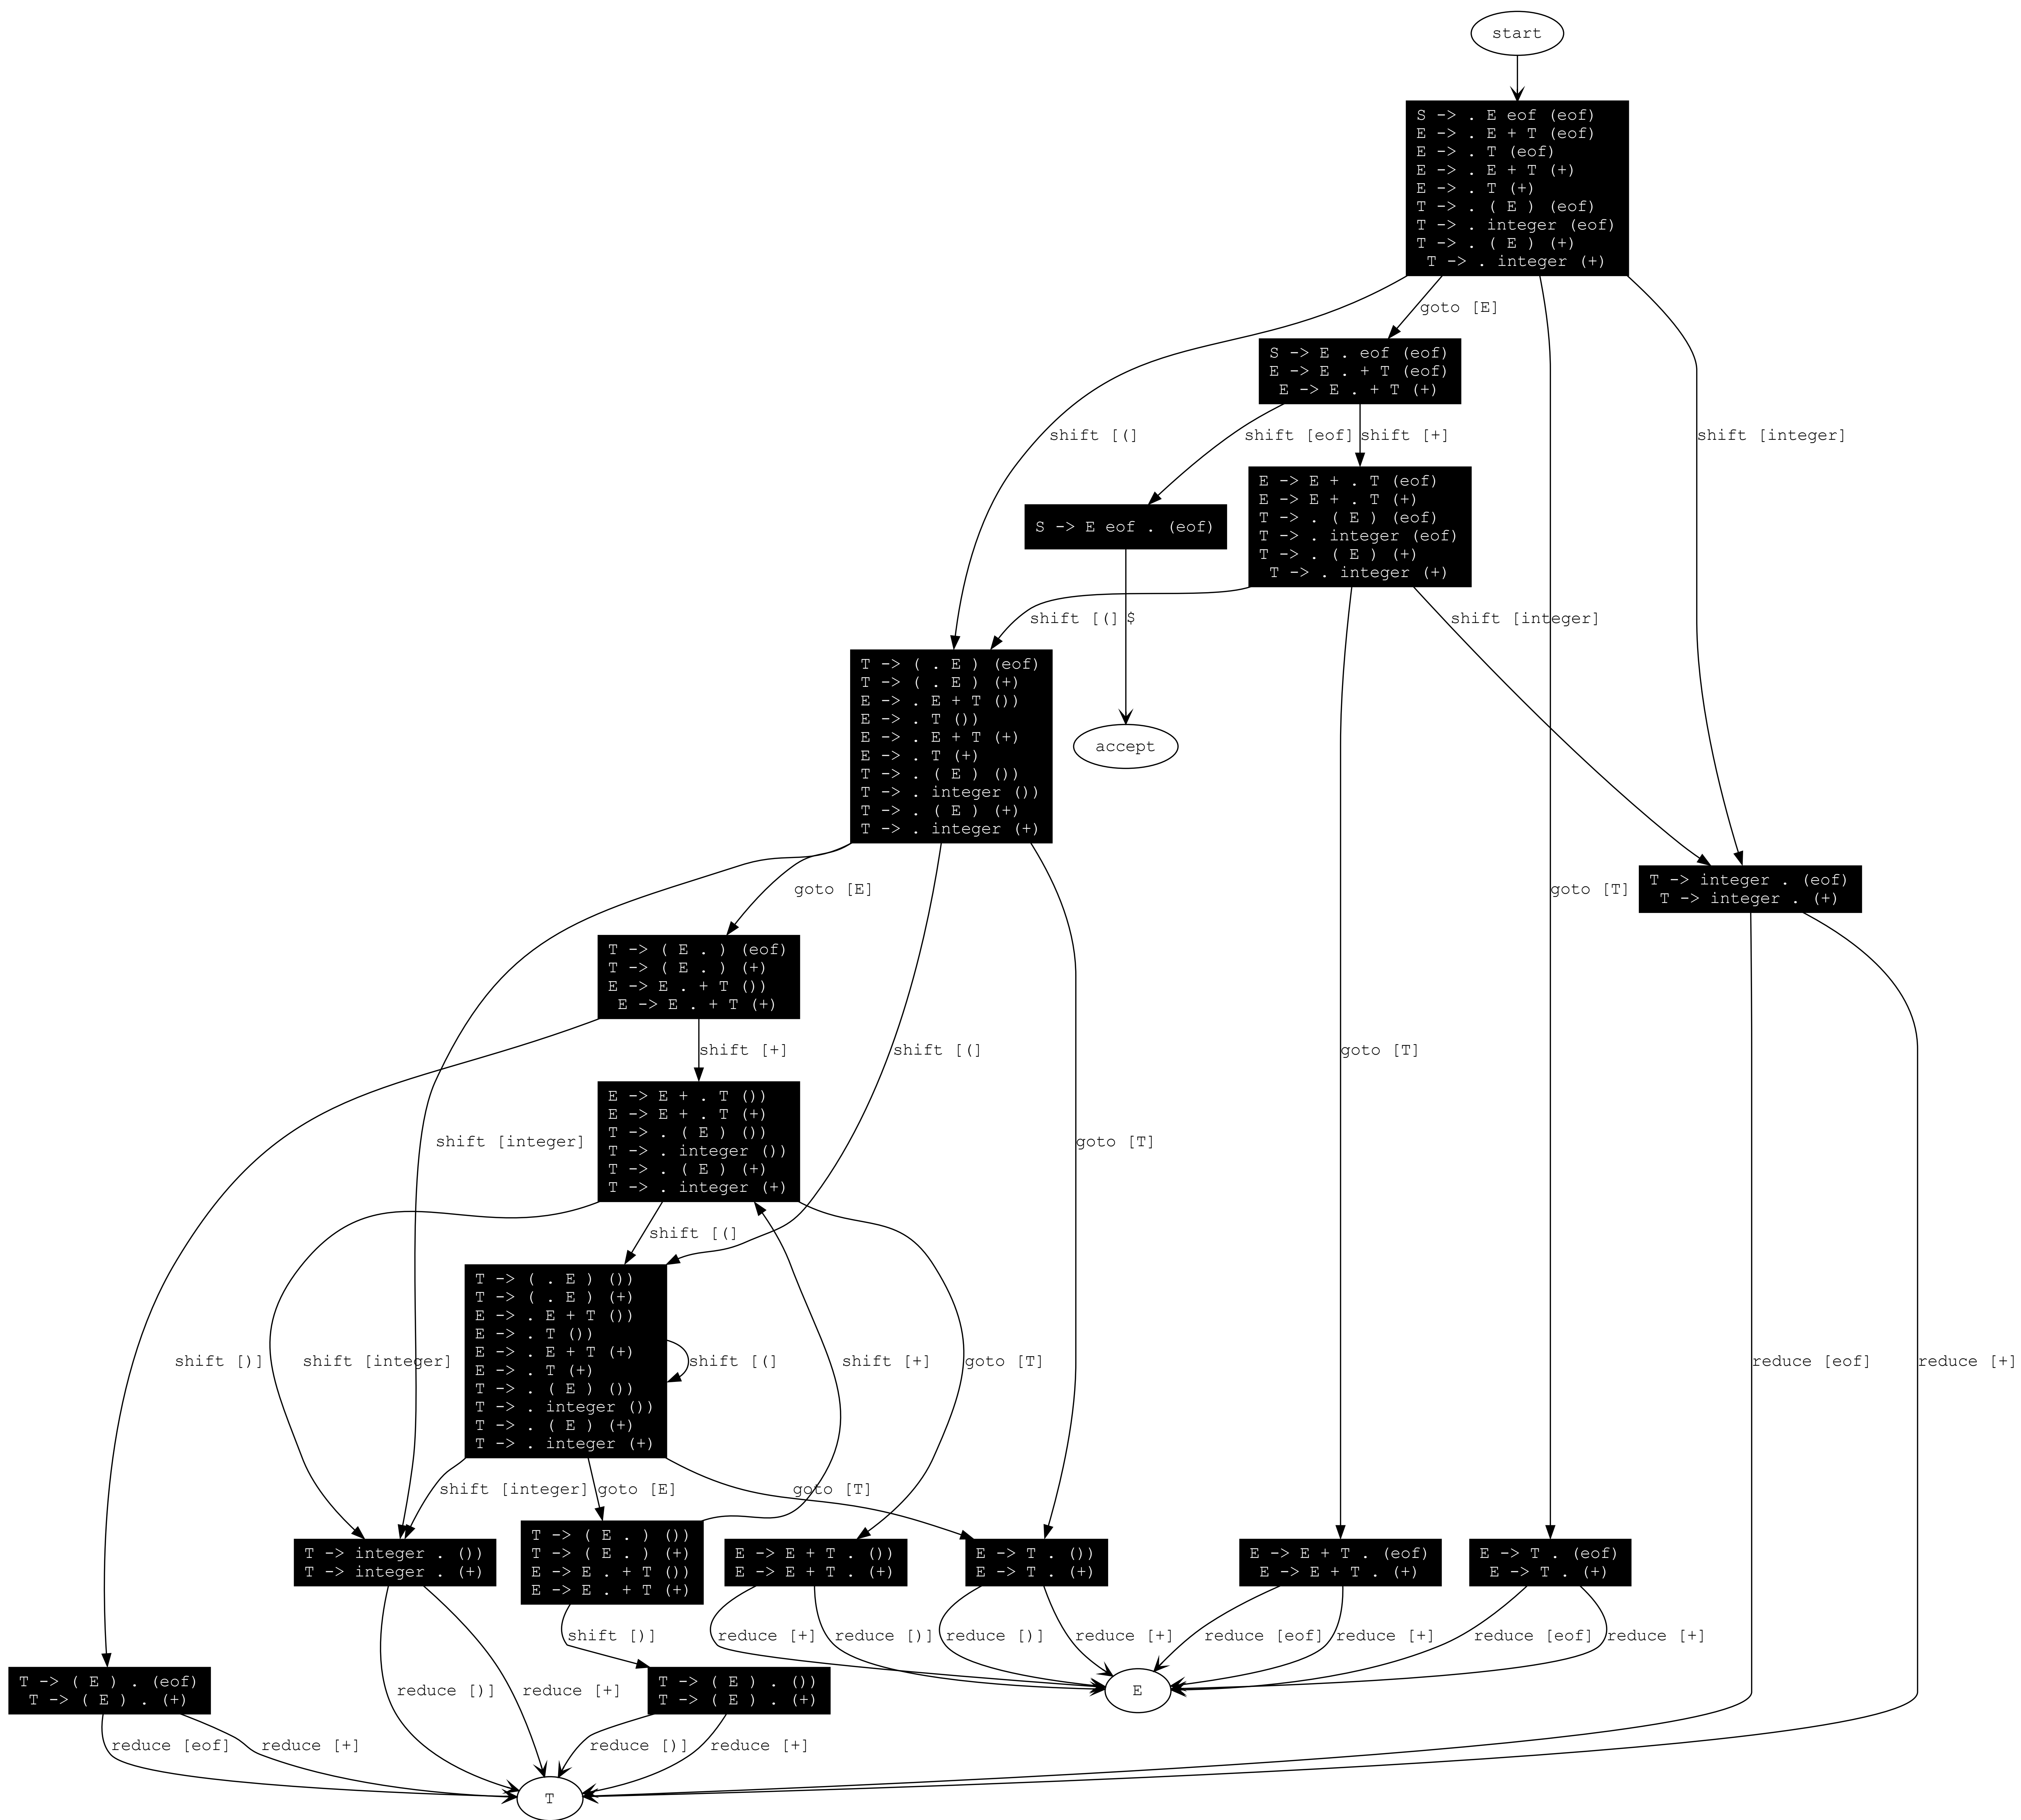 start
S -> . E eof (eof)
E -> . E + T (eof)
E -> . T (eof)
E -> . E + T (+)
E -> . T (+)
T -> . ( E ) (eof)
T -> . integer (eof)
T -> . ( E ) (+)
T -> . integer (+)
goto [E]
S -> E . eof (eof)
E -> E . + T (eof)
E -> E . + T (+)
shift [(]
shift [eof]
shift [+]
shift [integer]
E -> E + . T (eof)
E -> E + . T (+)
T -> . ( E ) (eof)
T -> . integer (eof)
T -> . ( E ) (+)
T -> . integer (+)
S -> E eof . (eof)
shift [(]
$
shift [integer]
T -> ( . E ) (eof)
T -> ( . E ) (+)
E -> . E + T ())
E -> . T ())
E -> . E + T (+)
E -> . T (+)
T -> . ( E ) ())
T -> . integer ())
T -> . ( E ) (+)
T -> . integer (+)
accept
goto [E]
goto [T]
T -> integer . (eof)
T -> integer . (+)
T -> ( E . ) (eof)
T -> ( E . ) (+)
E -> E . + T ())
E -> E . + T (+)
shift [+]
shift [(]
goto [T]
E -> E + . T ())
E -> E + . T (+)
T -> . ( E ) ())
T -> . integer ())
T -> . ( E ) (+)
T -> . integer (+)
shift [integer]
goto [T]
shift [(]
T -> ( . E ) ())
T -> ( . E ) (+)
E -> . E + T ())
E -> . T ())
E -> . E + T (+)
E -> . T (+)
T -> . ( E ) ())
T -> . integer ())
T -> . ( E ) (+)
T -> . integer (+)
shift [)]
shift [integer]
shift [(]
shift [+]
goto [T]
reduce [eof]
reduce [+]
shift [integer]
goto [E]
goto [T]
T -> integer . ())
T -> integer . (+)
T -> ( E . ) ())
T -> ( E . ) (+)
E -> E . + T ())
E -> E . + T (+)
E -> E + T . ())
E -> E + T . (+)
E -> T . ())
E -> T . (+)
E -> E + T . (eof)
E -> E + T . (+)
E -> T . (eof)
E -> T . (+)
shift [)]
reduce [+]
reduce [)]
reduce [)]
reduce [+]
reduce [eof]
reduce [+]
reduce [eof]
reduce [+]
T -> ( E ) . (eof)
T -> ( E ) . (+)
reduce [)]
reduce [+]
T -> ( E ) . ())
T -> ( E ) . (+)
E
reduce [eof]
reduce [+]
reduce [)]
reduce [+]
T